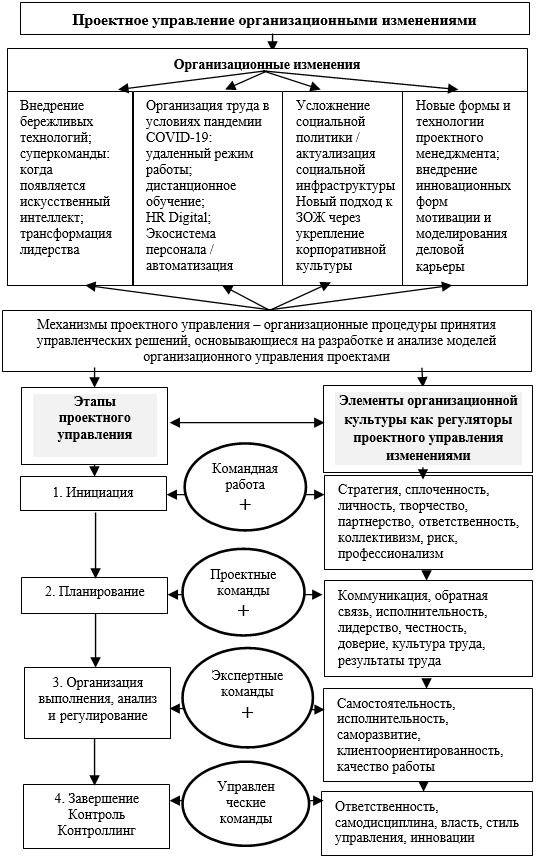 Проектное управление организационными изменениями
Организационные изменения
Внедрение
бережливых
технологий;
суперкоманды:
когда
появляется
искусственный
интеллект;
трансформация
лидерства
Организация труда в
условиях пандемии
COVID-19:
удаленный режим
работы;
дистанционное
обучение;
HR Digital;
Экосистема
персонала /
автоматизация
Усложнение
социальной
политики /
актуализация
социальной
инфраструктуры
Новый подход к
ЗОЖ через
укрепление
корпоративной
культуры
Новые формы и
технологии
проектного
менеджмента;
внедрение
инновационных
форм
мотивации и
моделирования
деловой
карьеры
Механизмы проектного управления – организационные процедуры принятия
управленческих решений, основывающиеся на разработке и анализе моделей
организационного управления проектами
Этапы
проектного
управления
Элементы организационной
культуры как регуляторы
проектного управления
изменениями
1. Инициация
Командная
работа
+
Стратегия, сплоченность,
личность, творчество,
партнерство, ответственность,
коллективизм, риск,
профессионализм
2. Планирование
Проектные
команды
+
Коммуникация, обратная
связь, исполнительность,
лидерство, честность,
доверие, культура труда,
результаты труда
3. Организация
выполнения, анализ
и регулирование
Экспертные
команды
+
Самостоятельность,
исполнительность,
саморазвитие,
клиентоориентированность,
качество работы
4. Завершение
Контроль
Контроллинг
Управлен
ческие
команды
Ответственность,
самодисциплина, власть, стиль
управления, инновации